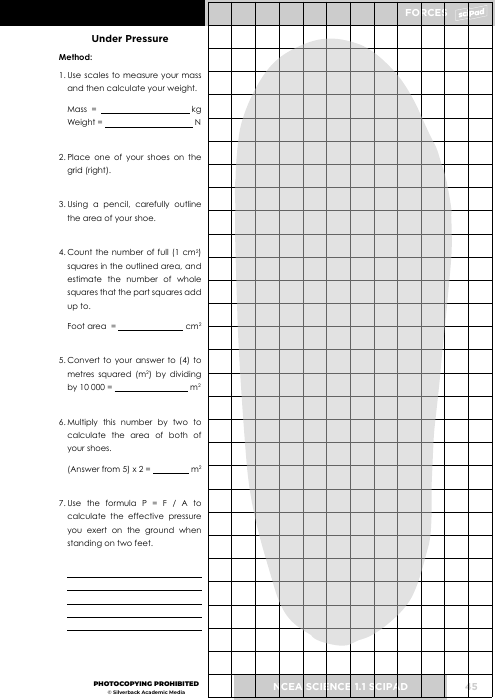 FORCES
sciPad
Under Pressure
Method:
1. Use scales to measure your mass
and then calculate your weight.
Mass = ____ kg
Weight = ____ N
2. Place one of your shoes on the
grid (right).
3. Using a pencil, carefully outline
the area of your shoe.
4. Count the number of full (1 cm²)
squares in the outlined area, and
estimate the number of whole
squares that the part squares add
up to.
Foot area = ____ cm²
5. Convert to your answer to (4) to
metres squared (m²) by dividing
by 10 000 = ____ m²
6. Multiply this number by two to
calculate the area of both of
your shoes.
(Answer from 5) x 2 = ____ m²
7. Use the formula P = F / A to
calculate the effective pressure
you exert on the ground when
standing on two feet.
PHOTOCOPYING PROHIBITED
© Silverback Academic Media
NCEA SCIENCE 1.1 SCIPAD
45